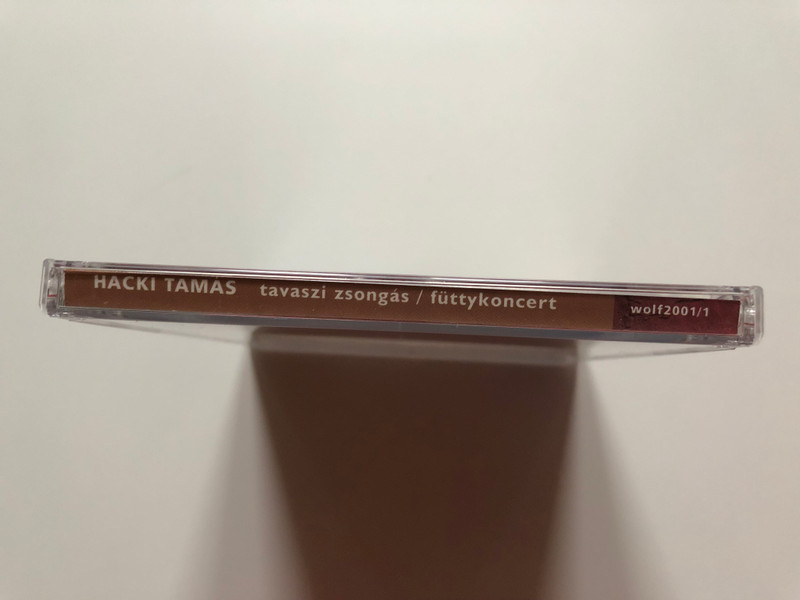 HACKI TAMÁS tavaszi zsongás / füttykoncert wolf2001/1